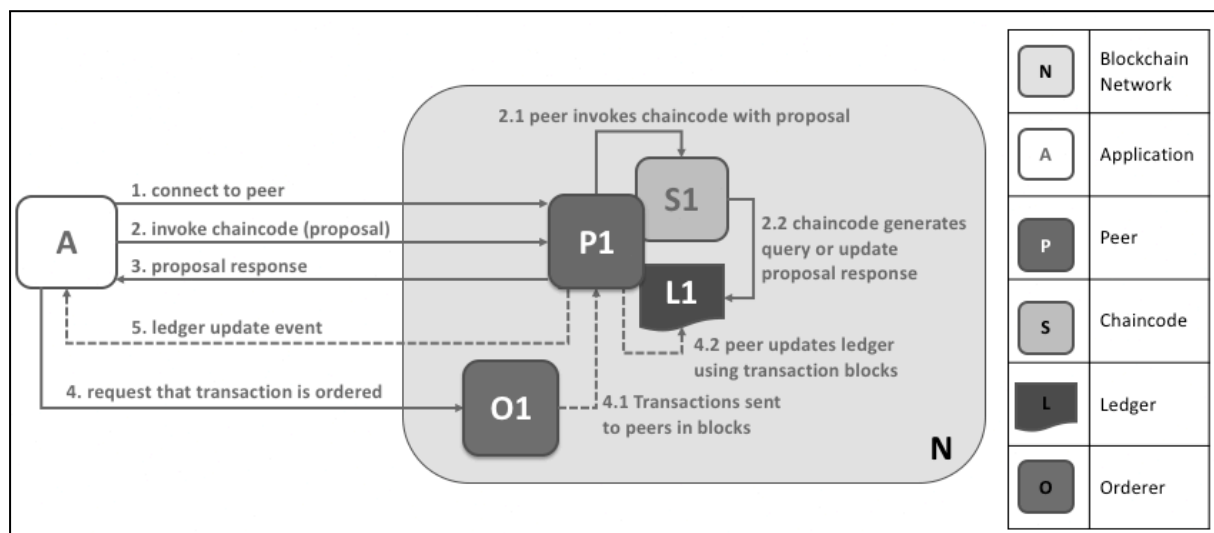 2.1 peer invokes chaincode with proposal
1. connect to peer
2. invoke chaincode (proposal)
3. proposal response
5. ledger update event
4. request that transaction is ordered
A
P1
S1
L1
O1
2.2 chaincode generates
query or update
proposal response
4.2 peer updates ledger
using transaction blocks
4.1 Transactions sent
to peers in blocks
N
N
Blockchain
Network
A
Application
P
Peer
S
Chaincode
L
Ledger
O
Orderer